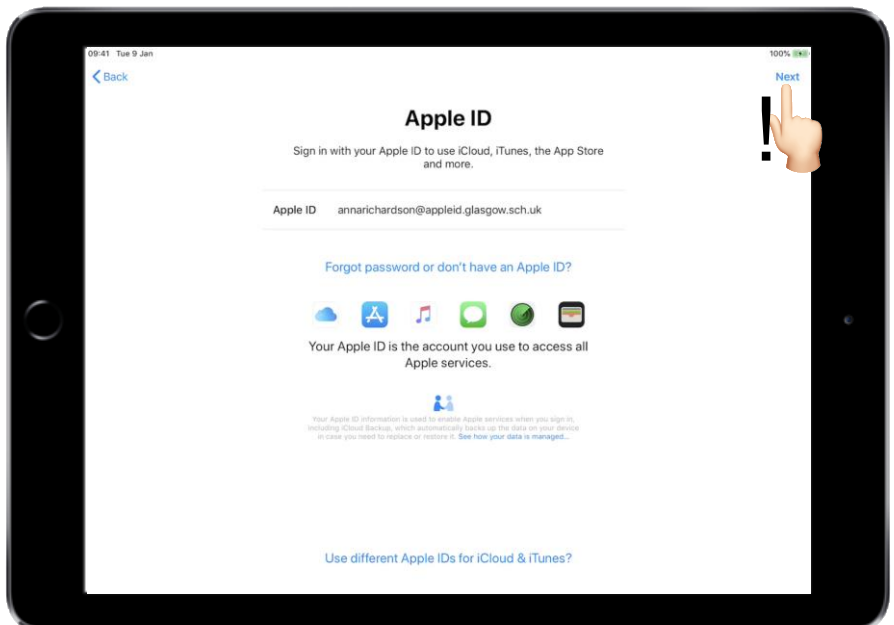 09:41 Tue 9 Jan
100%
Back
Next
!
Apple ID
Sign in with your Apple ID to use iCloud, iTunes, the App Store
and more.
Apple ID annarichardson@appleid.glasgow.sch.uk
Forgot password or don't have an Apple ID?
Your Apple ID is the account you use to access all
Apple services.
Your Apple ID information is used to enable Apple services when you sign in,
including iCloud Backup, which automatically backs up the data on your device
in case you need to replace or restore it. See how your data is managed...
Use different Apple IDs for iCloud & iTunes?